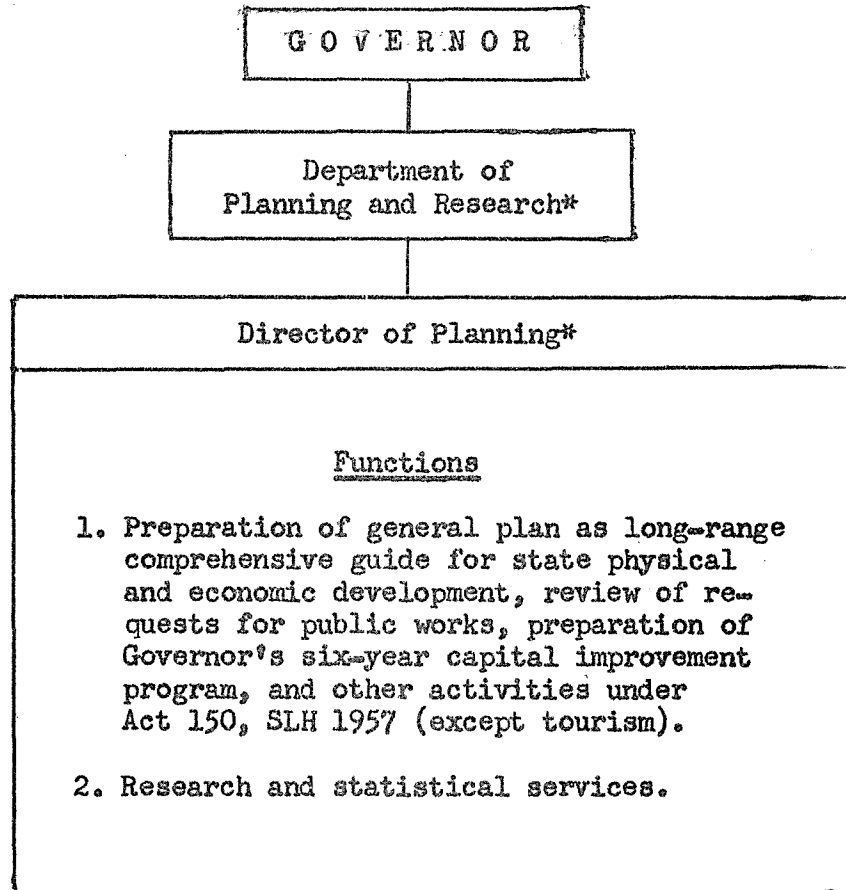 G O V E R N O R
Department of
Planning and Research*
Director of Planning*
Functions
1. Preparation of general plan as long-range
comprehensive guide for state physical
and economic development, review of re-
quests for public works, preparation of
Governor's six-year capital improvement
program, and other activities under
Act 150, SLH 1957 (except tourism).
2. Research and statistical services.